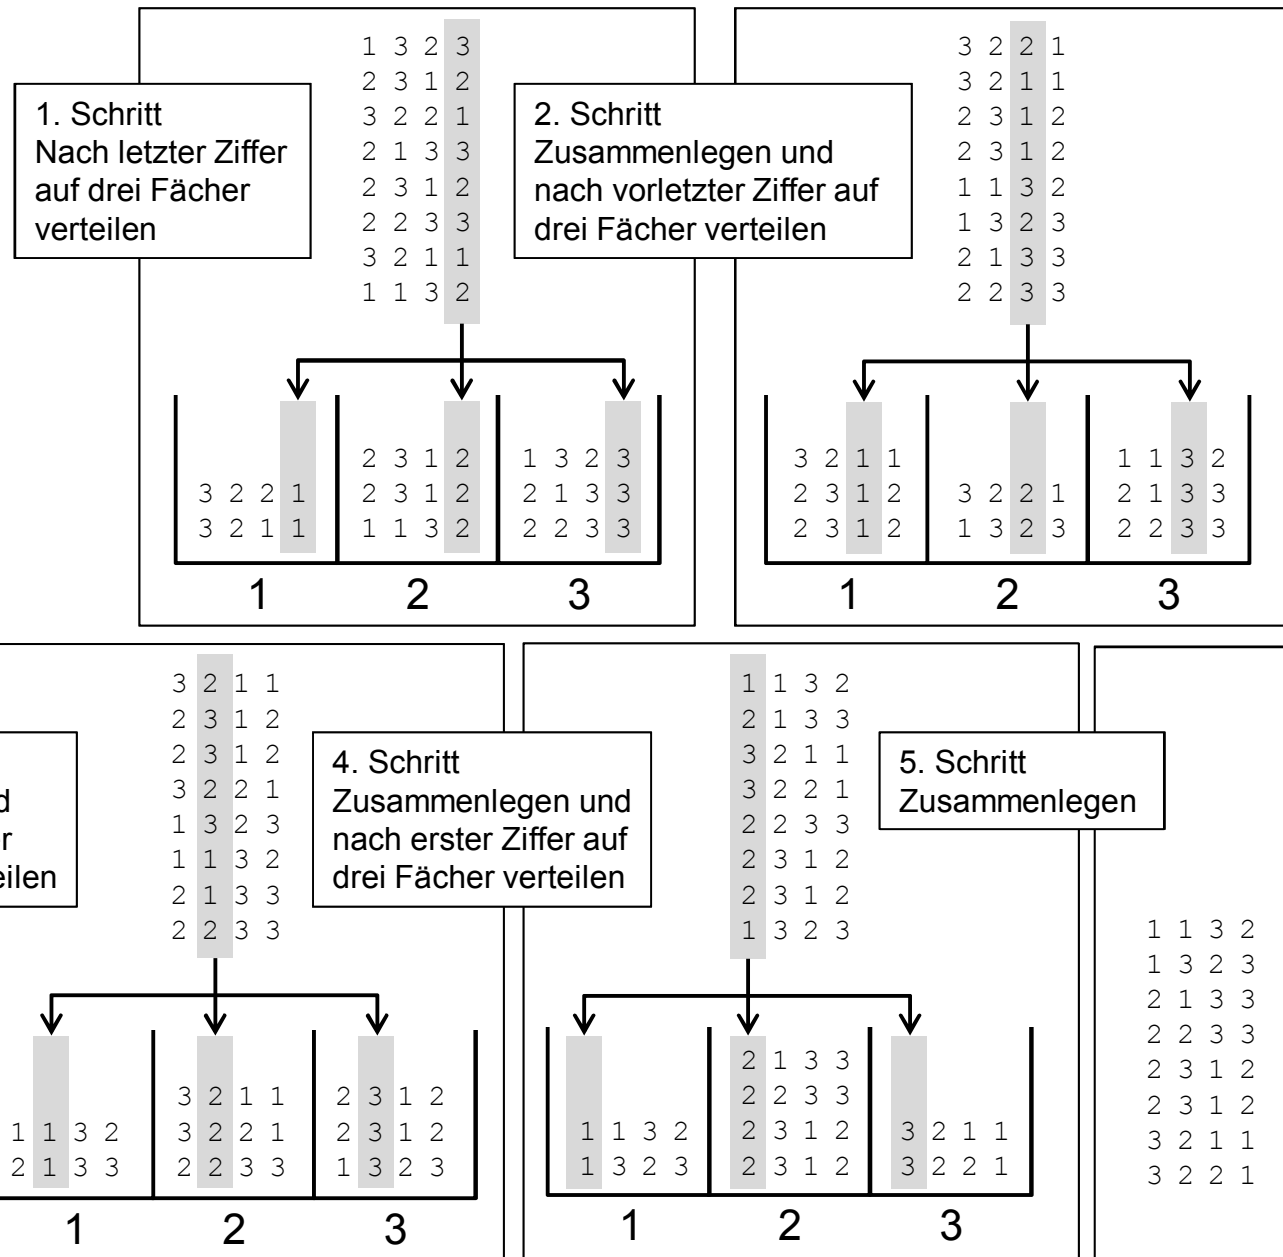 1 3 2 3
2 3 1 2
3 2 2 1
2 1 3 3
2 3 1 2
2 2 3 3
3 2 1 1
1 1 3 2
1. Schritt
Nach letzter Ziffer
auf drei Fächer
verteilen
3 2 2 1
3 2 1 1
2 3 1 2
2 3 1 2
1 1 3 2
1 3 2 3
2 1 3 3
2 2 3 3
1 2 3
3 2 2 1
3 2 1 1
2 3 1 2
2 3 1 2
1 1 3 2
1 3 2 3
2 1 3 3
2 2 3 3
2. Schritt
Zusammenlegen und
nach vorletzter Ziffer auf
drei Fächer verteilen
3 2 1 1
2 3 1 2
2 3 1 2
3 2 2 1
1 3 2 3
1 1 3 2
2 1 3 3
2 2 3 3
1 2 3
3 2 1 1
2 3 1 2
2 3 1 2
3 2 2 1
1 3 2 3
1 1 3 2
2 1 3 3
2 2 3 3
d
er
eilen
1 1 3 2
2 1 3 3
3 2 1 1
3 2 2 1
2 2 3 3
2 3 1 2
2 3 1 2
1 3 2 3
1 2 3
4. Schritt
Zusammenlegen und
nach erster Ziffer auf
drei Fächer verteilen
1 1 3 2
2 1 3 3
3 2 1 1
3 2 2 1
2 2 3 3
2 3 1 2
2 3 1 2
1 3 2 3
1 1 3 2
1 3 2 3
2 1 3 3
2 2 3 3
2 3 1 2
2 3 1 2
3 2 1 1
3 2 2 1
1 2 3
5. Schritt
Zusammenlegen
1 1 3 2
1 3 2 3
2 1 3 3
2 2 3 3
2 3 1 2
2 3 1 2
3 2 1 1
3 2 2 1